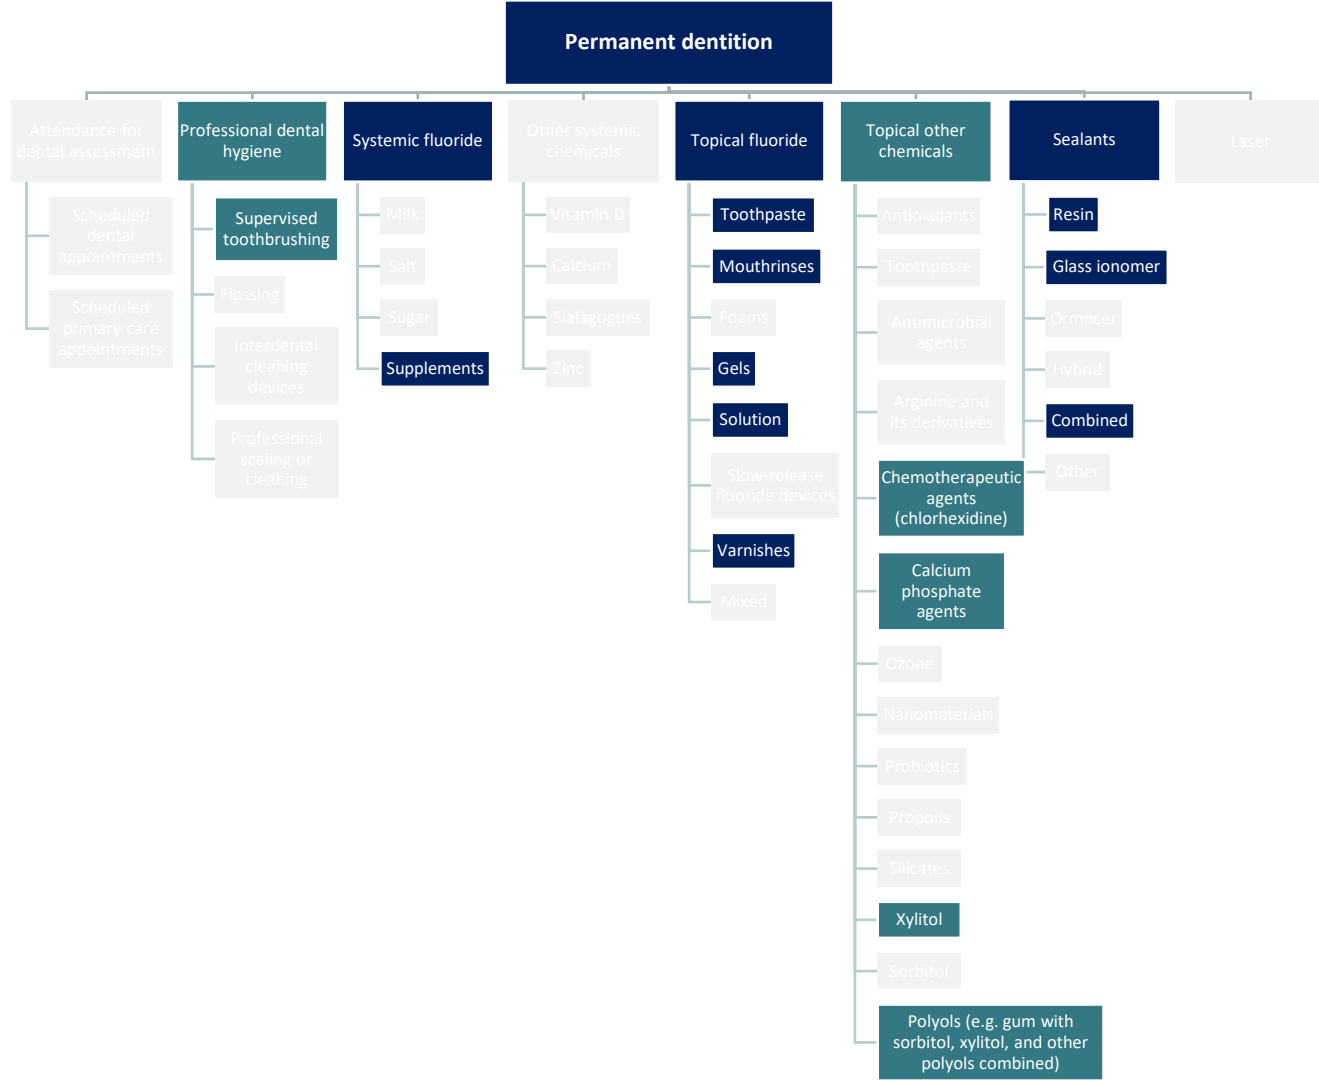 Permanent dentition
Attendance for
dental assessment
Scheduled
dental
appointments
Scheduled
primary care
appointments
Professional dental
hygiene
Supervised
toothbrushing
Flossing
Interdental
cleaning
devices
Professional
scaling or
cleaning
Systemic fluoride
Milk
Salt
Sugar
Supplements
Other systemic
chemicals
Vitamin D
Calcium
Sialagogues
Zinc
Topical fluoride
Toothpaste
Mouthrinses
Foams
Gels
Solution
Slow-release
fluoride devices
Varnishes
Mixed
Topical other
chemicals
Antioxidants
Toothpaste
Antimicrobial
agents
Arginine and
its derivatives
Chemotherapeutic
agents
(chlorhexidine)
Calcium
phosphate
agents
Ozone
Nanomaterials
Probiotics
Propolis
Silicates
Xylitol
Sorbitol
Polyols (e.g. gum with
sorbitol, xylitol, and other
polyols combined)
Sealants
Resin
Glass ionomer
Ormocer
Hybrid
Combined
Other
Laser